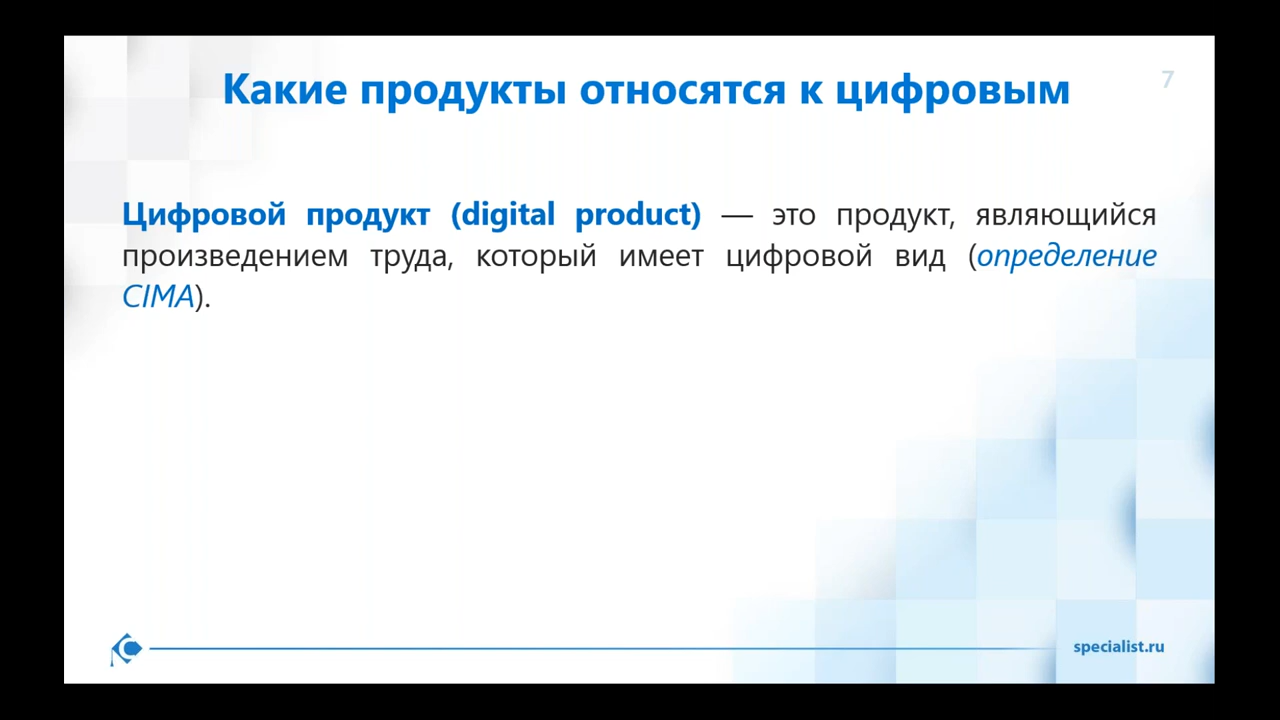 Какие продукты относятся к цифровым
7
Цифровой продукт (digital product) — это продукт, являющийся
произведением труда, который имеет цифровой вид (определение
CIMA).
specialist.ru